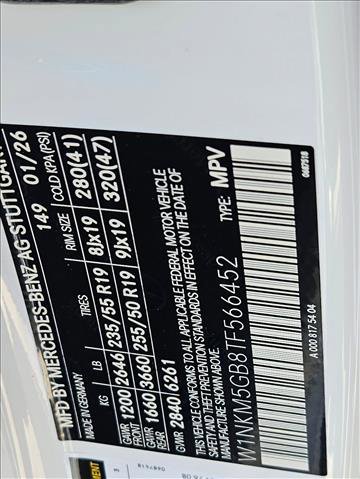 MFD BY MERCEDES-BENZ AG STUTTGAR
MADE IN GERMANY 149 01/26
TIRES RIM SIZE COLD KPA(PSI)
KG LB
GAWR FRONT 1200 2646 235/55 R19 8Jx19 280(41)
GAWR REAR 1660 3660 255/50 R19 9Jx19 320(47)
GVWR 2840 6261
THIS VEHICLE CONFORMS TO ALL APPLICABLE FEDERAL MOTOR VEHICLE
AND THEFT PREVENTION STANDARDS IN EFFECT ON THE DATE OF
MANUFACTURE SHOWN ABOVE.
W1NKM5GB8TF566452 TYPE: MPV
A 000 817 54 04
0687618
0687618